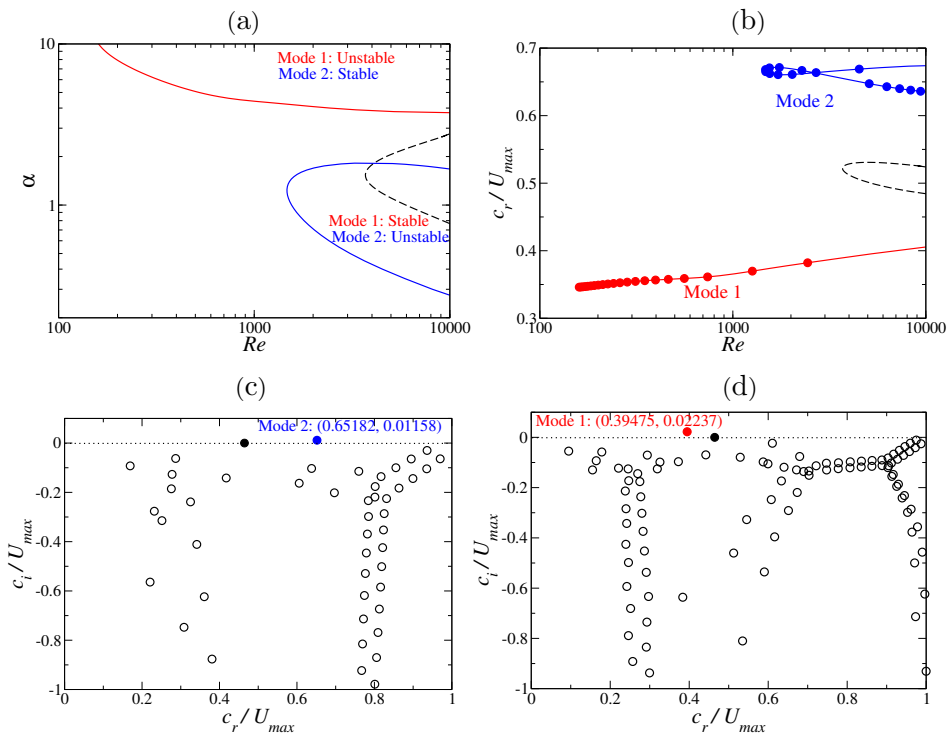 (a)
10
1
α
Mode 1: Unstable
Mode 2: Stable
Mode 1: Stable
Mode 2: Unstable
100
1000
10000
Re
(b)
0.7
0.6
0.5
0.4
0.3
c_r / U_max
Mode 2
Mode 1
100
1000
10000
Re
(c)
Mode 2: (0.65182, 0.01158)
0
-0.2
-0.4
-0.6
-0.8
-1
c_i / U_max
0
0.2
0.4
0.6
0.8
1
c_r / U_max
(d)
Mode 1: (0.39475, 0.02237)
0
-0.2
-0.4
-0.6
-0.8
-1
c_i / U_max
0
0.2
0.4
0.6
0.8
1
c_r / U_max